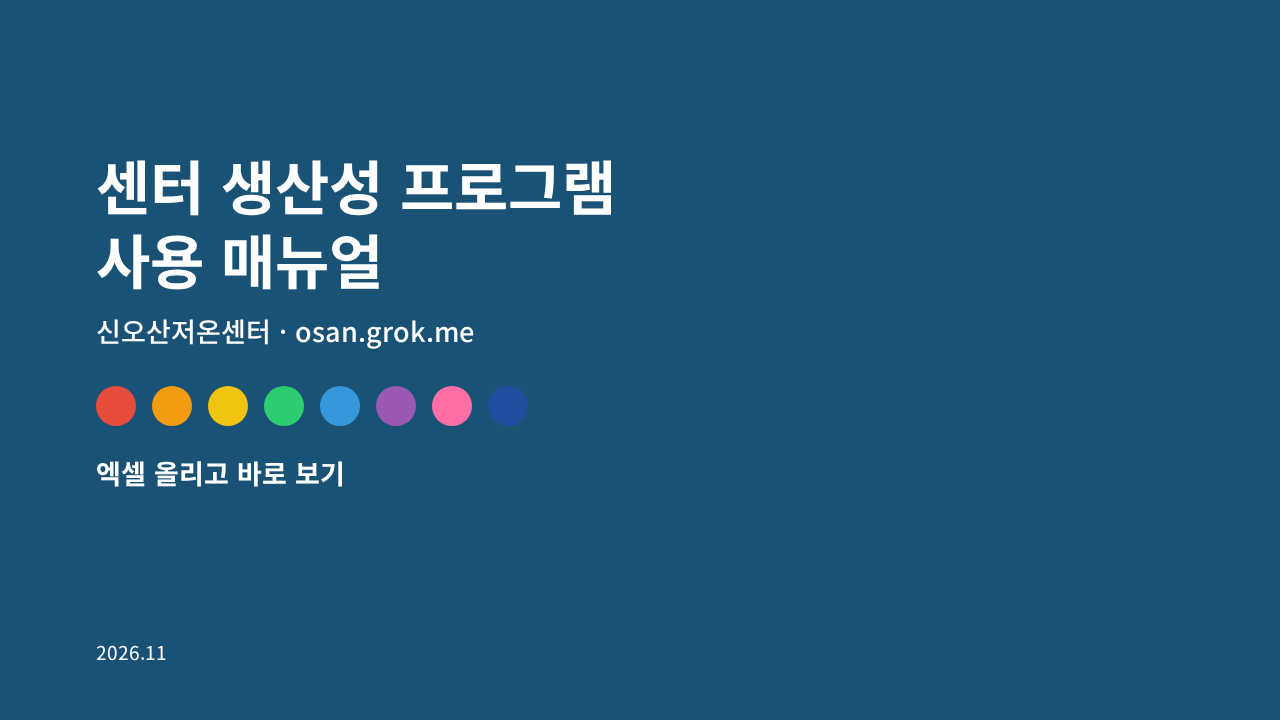 센터 생산성 프로그램
사용 매뉴얼
신오산저온센터 · osan.grok.me
엑셀 올리고 바로 보기
2026.11